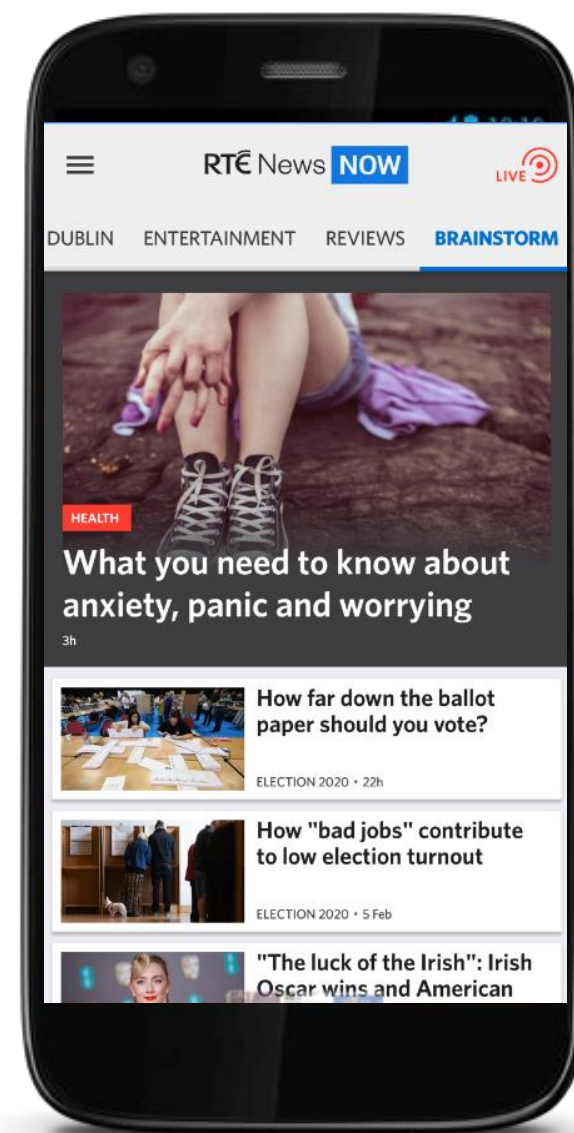 RTÉ News NOW
LIVE
DUBLIN ENTERTAINMENT REVIEWS BRAINSTORM
HEALTH
What you need to know about
anxiety, panic and worrying
3h
How far down the ballot
paper should you vote?
ELECTION 2020 • 22h
How "bad jobs" contribute
to low election turnout
ELECTION 2020 • 5 Feb
"The luck of the Irish": Irish
Oscar wins and American